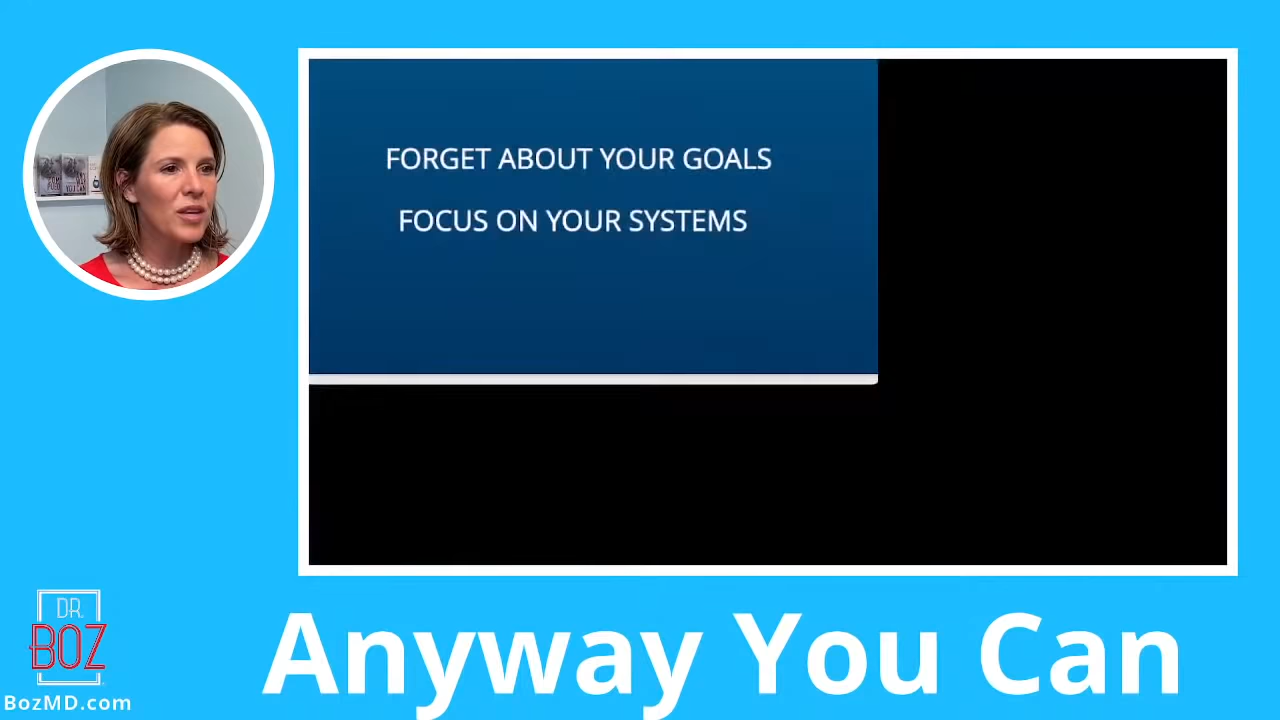 FORGET ABOUT YOUR GOALS
FOCUS ON YOUR SYSTEMS
DR.
BOZ
BozMD.com
Anyway You Can